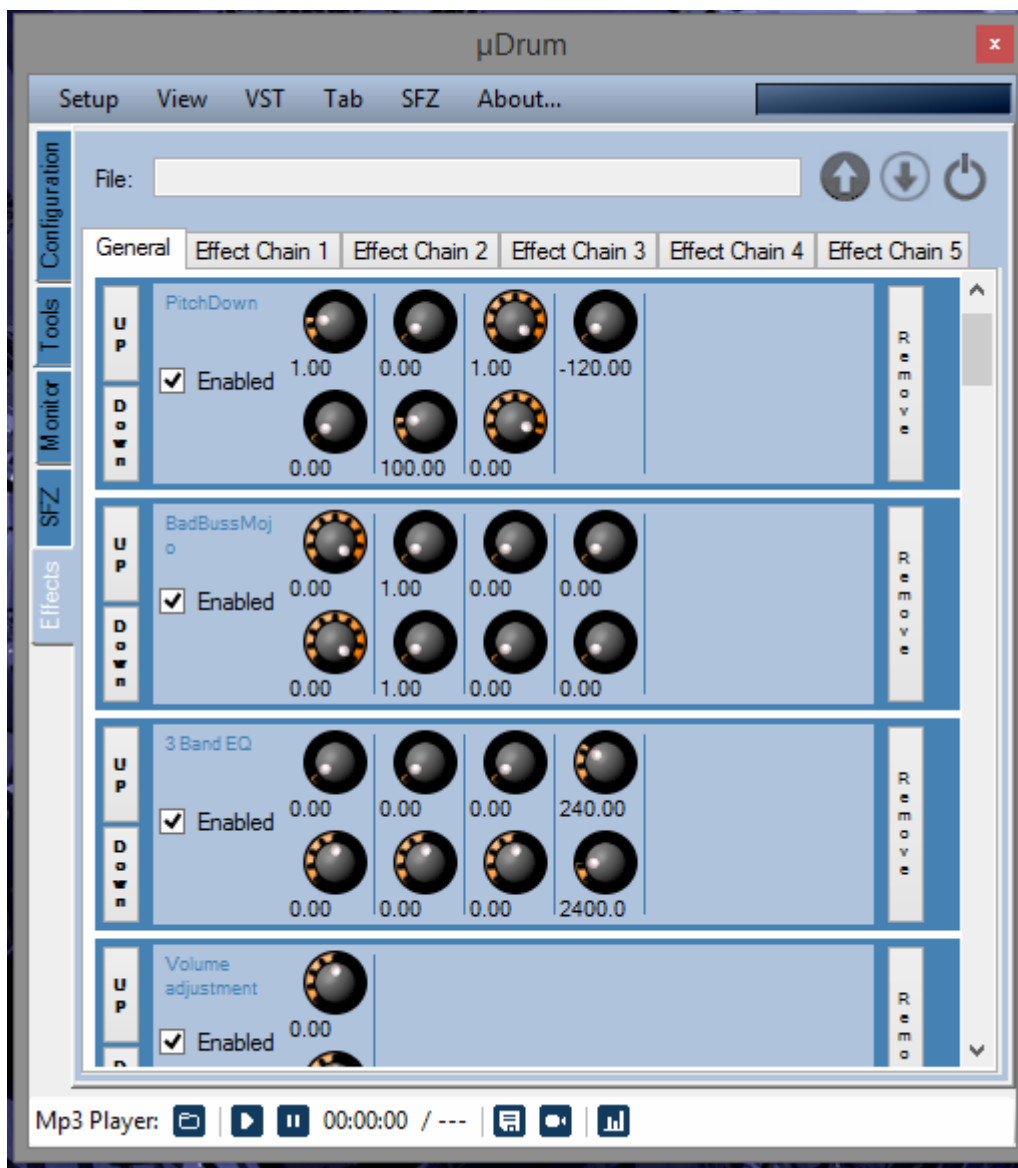 µDrum
x
Setup View VST Tab SFZ About...
Configuration
Tools
Monitor
SFZ
Effects
File:
General Effect Chain 1 Effect Chain 2 Effect Chain 3 Effect Chain 4 Effect Chain 5
UP
Down
PitchDown
Enabled
1.00 0.00 1.00 -120.00
0.00 100.00 0.00
Remove
UP
Down
BadBussMoj
o
Enabled
0.00 1.00 0.00 0.00
0.00 1.00 0.00 0.00
Remove
UP
Down
3 Band EQ
Enabled
0.00 0.00 0.00 240.00
0.00 0.00 0.00 2400.0
Remove
UP
Volume
adjustment
Enabled
0.00
Remo
Mp3 Player: 00:00:00 / ---